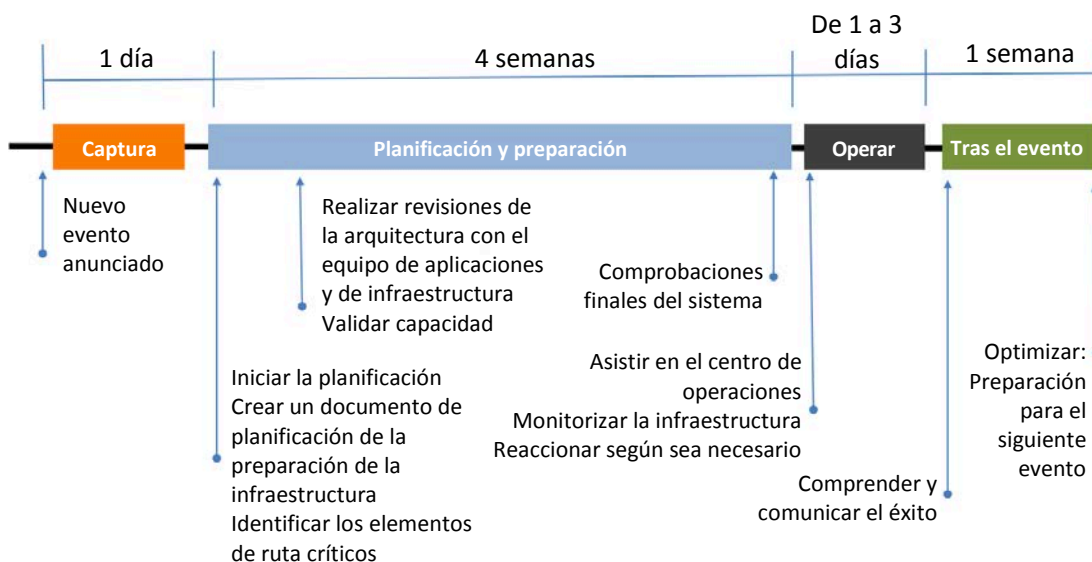 1 día
4 semanas
De 1 a 3
días
1 semana
Captura
Planificación y preparación
Operar
Tras el evento
Nuevo
evento
anunciado
Realizar revisiones de
la arquitectura con el
equipo de aplicaciones
y de infraestructura
Validar capacidad
Comprobaciones
finales del sistema
Iniciar la planificación
Crear un documento de
planificación de la
preparación de la
infraestructura
Identificar los elementos
de ruta críticos
Asistir en el centro de
operaciones
Monitorizar la infraestructura
Reaccionar según sea necesario
Comprender y
comunicar el éxito
Optimizar:
Preparación
para el
siguiente
evento